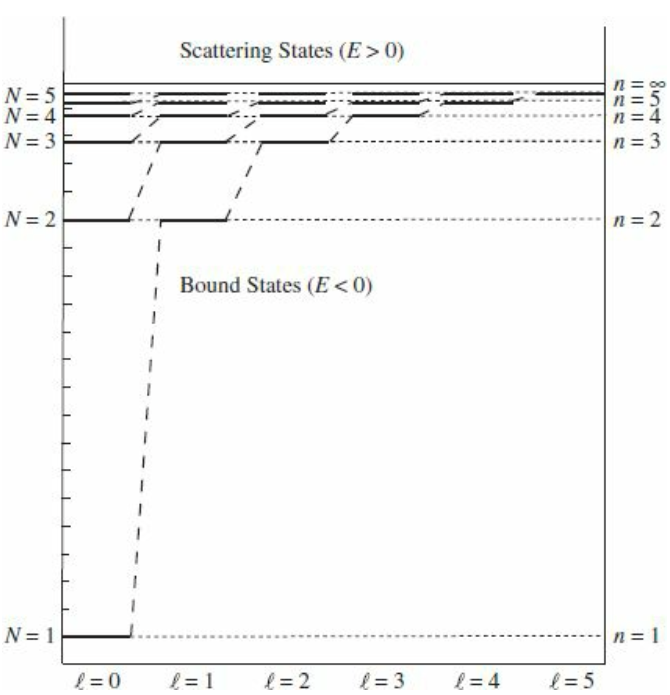 Scattering States (E > 0)
n = ∞
N = 5
n = 5
N = 4
n = 4
N = 3
n = 3
N = 2
n = 2
Bound States (E < 0)
N = 1
n = 1
ℓ = 0 ℓ = 1 ℓ = 2 ℓ = 3 ℓ = 4 ℓ = 5